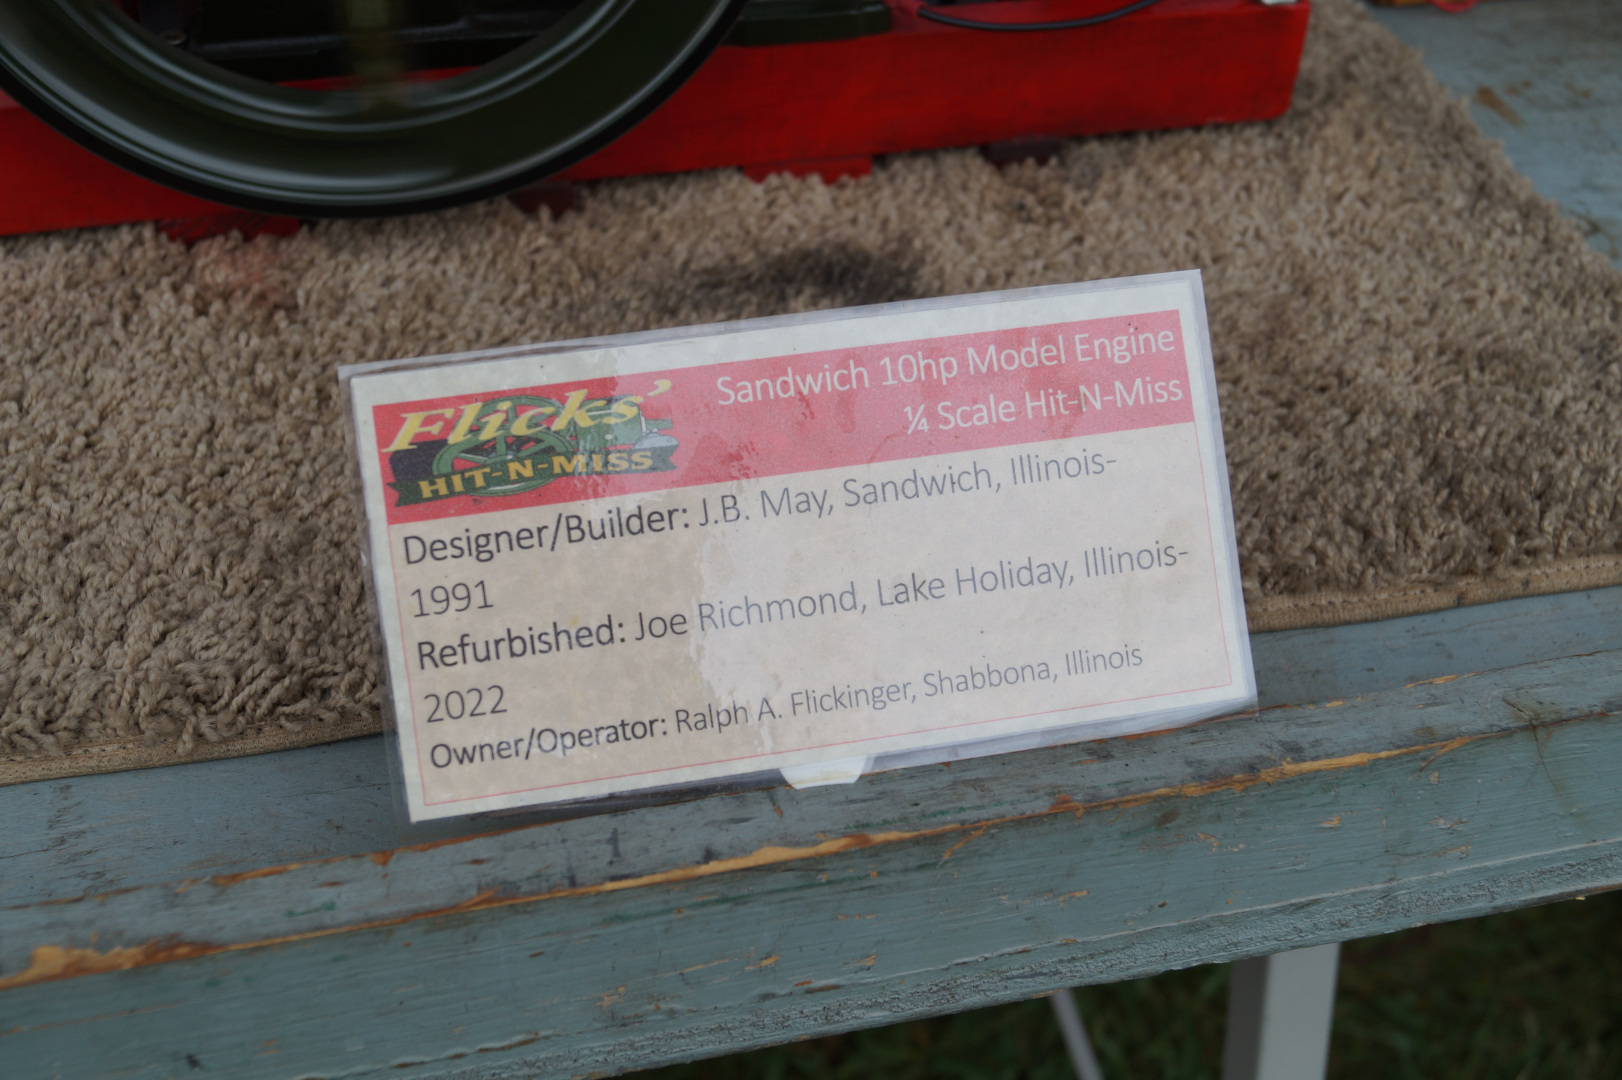 Flicks'
HIT-N-MISS
Sandwich 10hp Model Engine
¼ Scale Hit-N-Miss
Designer/Builder: J.B. May, Sandwich, Illinois-
1991
Refurbished: Joe Richmond, Lake Holiday, Illinois-
2022
Owner/Operator: Ralph A. Flickinger, Shabbona, Illinois